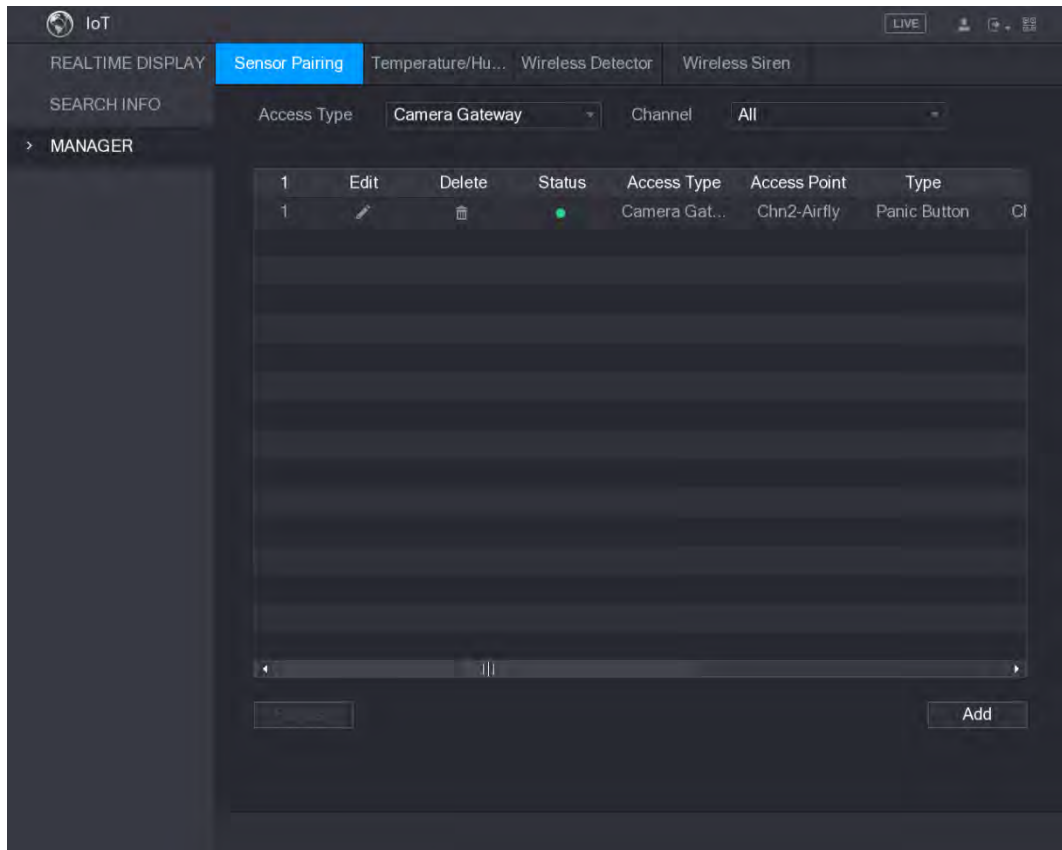 IoT LIVE
REALTIME DISPLAY
SEARCH INFO
> MANAGER
Sensor Pairing Temperature/Hu... Wireless Detector Wireless Siren
Access Type Camera Gateway Channel All
1 Edit Delete Status Access Type Access Point Type
1 Camera Gat... Chn2-Airfly Panic Button Cl
Add